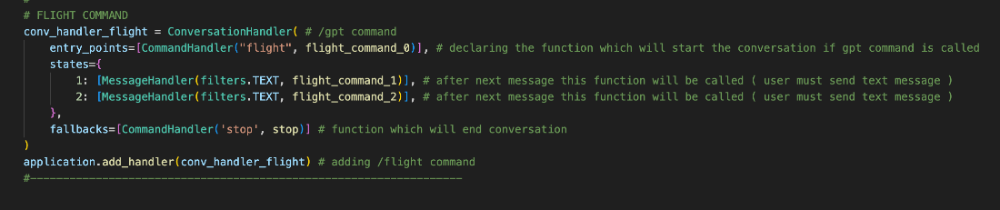 #
# FLIGHT COMMAND
conv_handler_flight = ConversationHandler( # /gpt command
    entry_points=[CommandHandler("flight", flight_command_0)], # declaring the function which will start the conversation if gpt command is called
    states={
        1: [MessageHandler(filters.TEXT, flight_command_1)], # after next message this function will be called ( user must send text message )
        2: [MessageHandler(filters.TEXT, flight_command_2)], # after next message this function will be called ( user must send text message )
    },
    fallbacks=[CommandHandler('stop', stop)] # function which will end conversation
)
application.add_handler(conv_handler_flight) # adding /flight command
#------------------------------------------------------------------